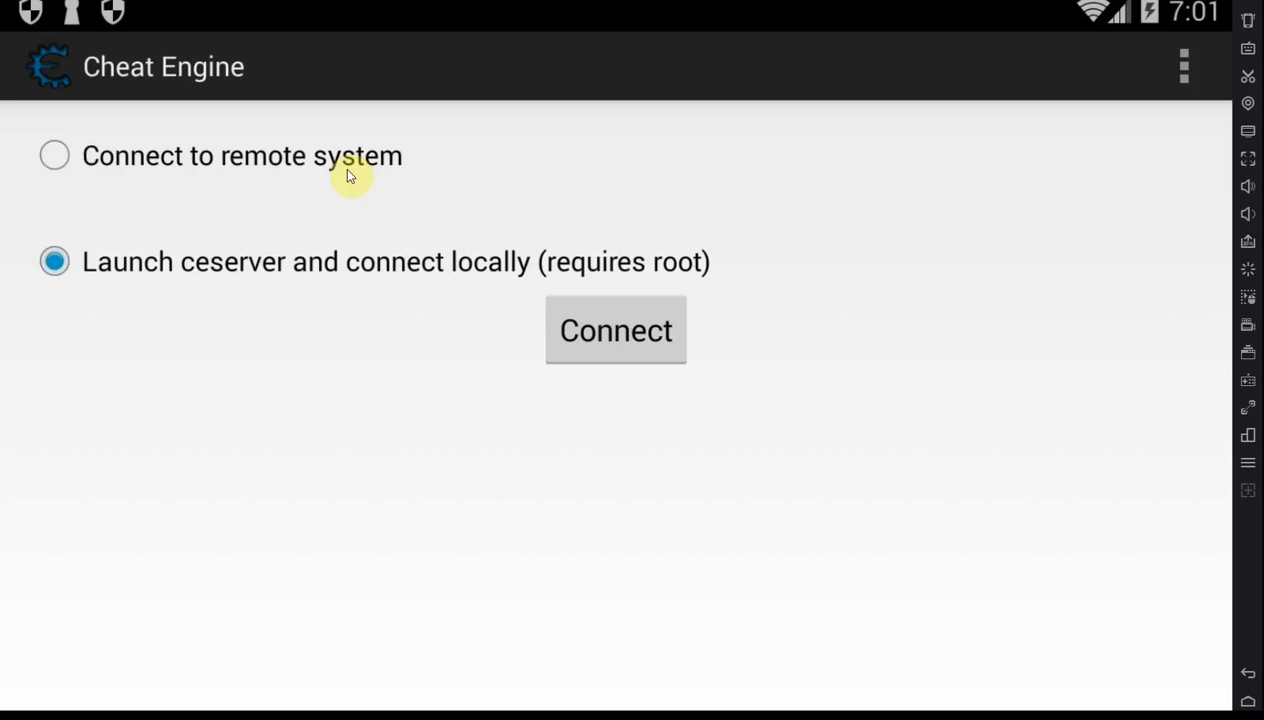 7:01
Cheat Engine
Connect to remote system
Launch ceserver and connect locally (requires root)
Connect